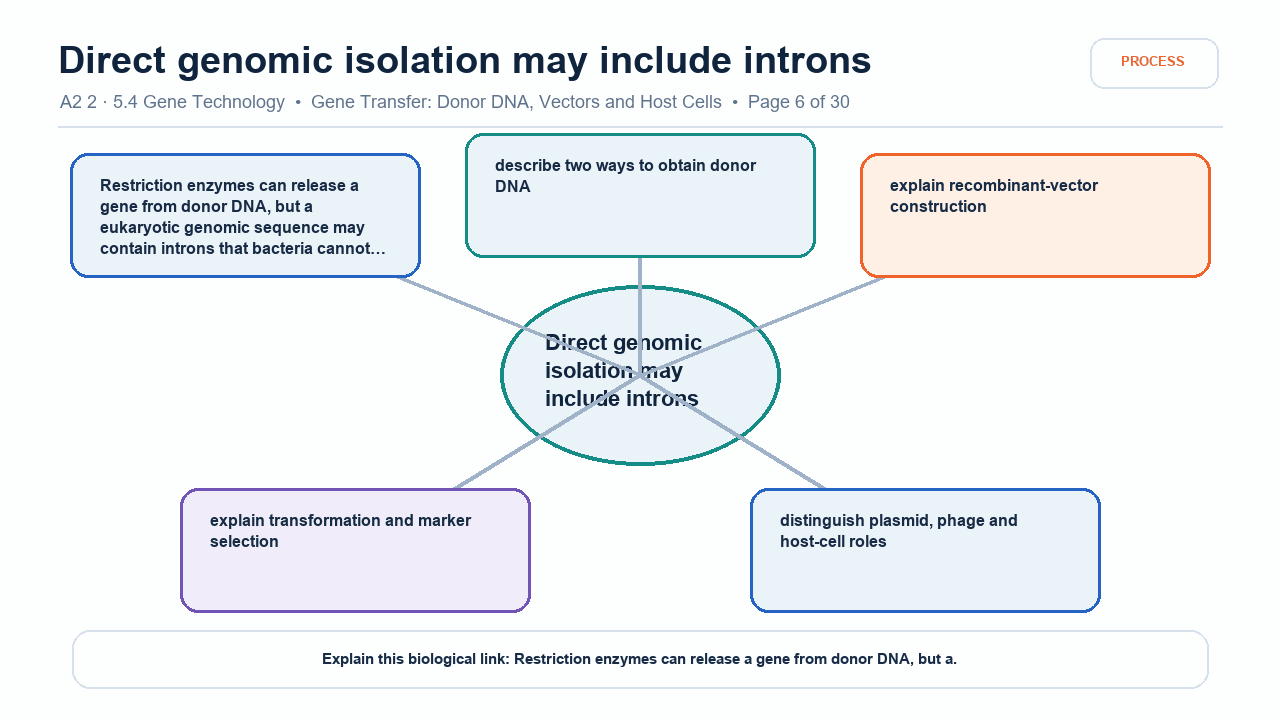 Direct genomic isolation may include introns
PROCESS
A2 2 · 5.4 Gene Technology • Gene Transfer: Donor DNA, Vectors and Host Cells • Page 6 of 30
Restriction enzymes can release a
gene from donor DNA, but a
eukaryotic genomic sequence may
contain introns that bacteria cannot…
describe two ways to obtain donor
DNA
explain recombinant-vector
construction
Direct genomic
isolation may
include introns
explain transformation and marker
selection
distinguish plasmid, phage and
host-cell roles
Explain this biological link: Restriction enzymes can release a gene from donor DNA, but a.